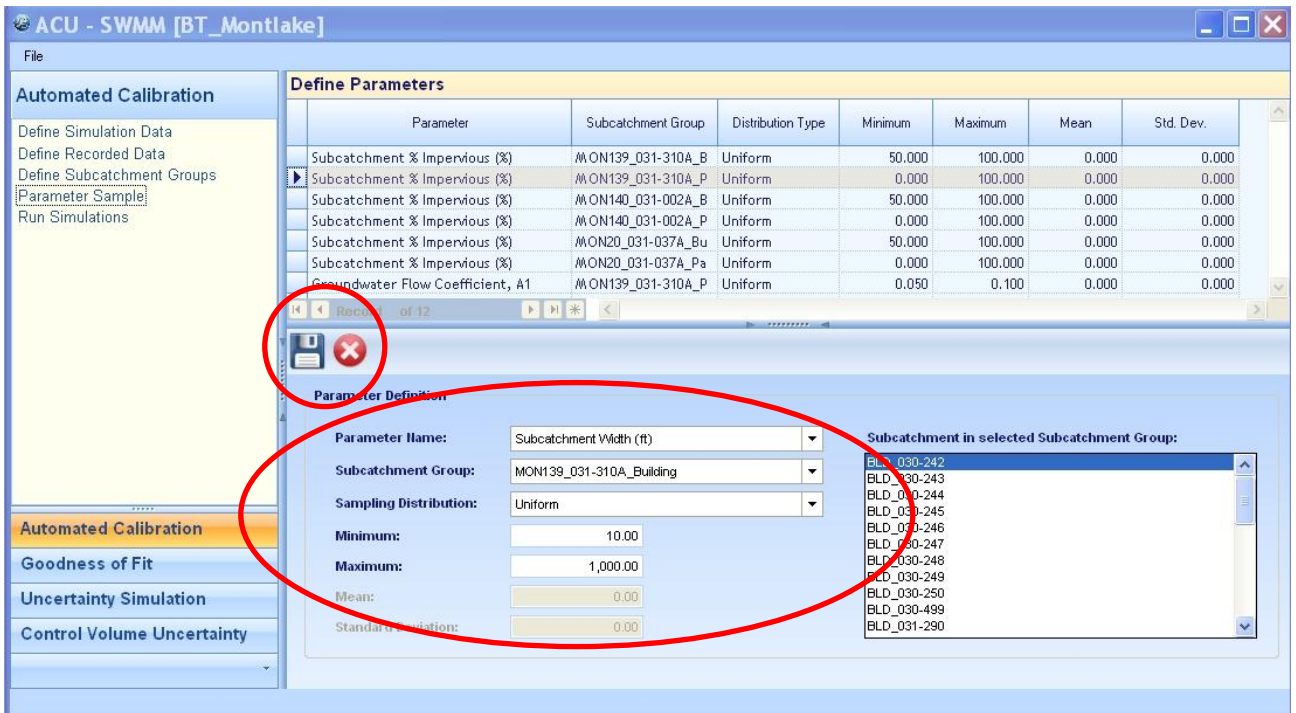 ACU - SWMM [BT_Montlake]
File
Automated Calibration
Define Simulation Data
Define Recorded Data
Define Subcatchment Groups
Parameter Sample
Run Simulations
Automated Calibration
Goodness of Fit
Uncertainty Simulation
Control Volume Uncertainty
Define Parameters
Parameter Subcatchment Group Distribution Type Minimum Maximum Mean Std. Dev.
Subcatchment % Impervious (%) MON139_031-310A_B Uniform 50.000 100.000 0.000 0.000
Subcatchment % Impervious (%) MON139_031-310A_P Uniform 0.000 100.000 0.000 0.000
Subcatchment % Impervious (%) MON140_031-002A_B Uniform 50.000 100.000 0.000 0.000
Subcatchment % Impervious (%) MON140_031-002A_P Uniform 0.000 100.000 0.000 0.000
Subcatchment % Impervious (%) MON20_031-037A_Bu Uniform 50.000 100.000 0.000 0.000
Subcatchment % Impervious (%) MON20_031-037A_Pa Uniform 0.000 100.000 0.000 0.000
Groundwater Flow Coefficient, A1 MON139_031-310A_P Uniform 0.050 0.100 0.000 0.000
Record of 12
Parameter Definition
Parameter Name: Subcatchment Width (ft)
Subcatchment Group: MON139_031-310A_Building
Sampling Distribution: Uniform
Minimum: 10.00
Maximum: 1,000.00
Mean: 0.00
Standard Deviation: 0.00
Subcatchment in selected Subcatchment Group:
BLD_030-242
BLD_030-243
BLD_030-244
BLD_030-245
BLD_030-246
BLD_030-247
BLD_030-248
BLD_030-249
BLD_030-250
BLD_030-499
BLD_031-290